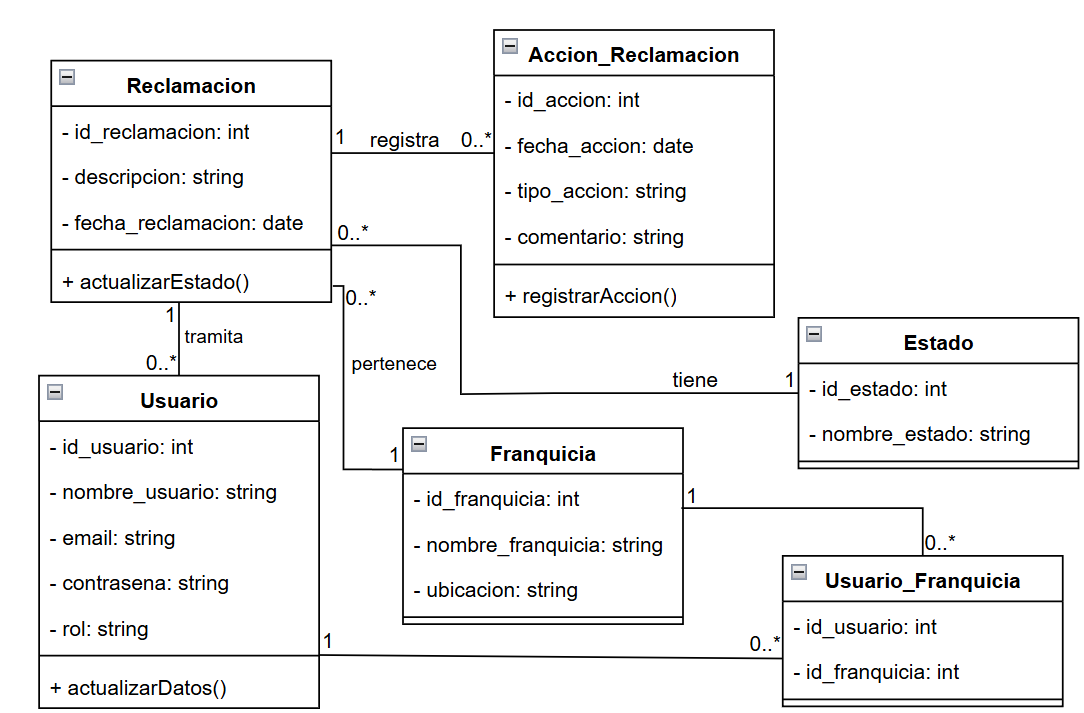 Reclamacion
- id_reclamacion: int
- descripcion: string
- fecha_reclamacion: date
+ actualizarEstado()
1
registra
0..*
Accion_Reclamacion
- id_accion: int
- fecha_accion: date
- tipo_accion: string
- comentario: string
+ registrarAccion()
0..*
tiene
1
Estado
- id_estado: int
- nombre_estado: string
0..*
pertenece
1
1
tramita
0..*
Usuario
- id_usuario: int
- nombre_usuario: string
- email: string
- contrasena: string
- rol: string
+ actualizarDatos()
Franquicia
- id_franquicia: int
- nombre_franquicia: string
- ubicacion: string
1
0..*
1
0..*
Usuario_Franquicia
- id_usuario: int
- id_franquicia: int